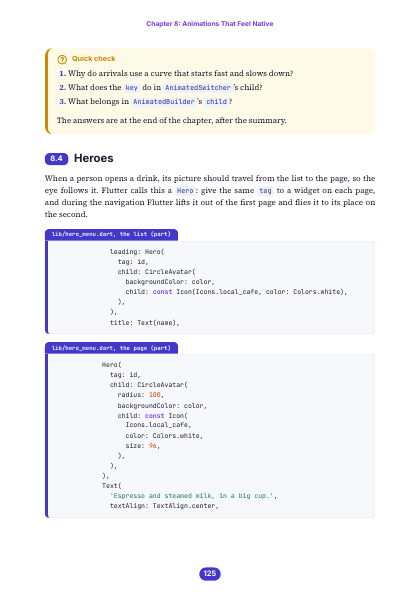 Chapter 8: Animations That Feel Native
Quick check
1. Why do arrivals use a curve that starts fast and slows down?
2. What does the key do in AnimatedSwitcher's child?
3. What belongs in AnimatedBuilder's child?
The answers are at the end of the chapter, after the summary.
8.4 Heroes
When a person opens a drink, its picture should travel from the list to the page, so the
eye follows it. Flutter calls this a Hero: give the same tag to a widget on each page,
and during the navigation Flutter lifts it out of the first page and flies it to its place on
the second.
lib/hero_menu.dart, the list (part)
leading: Hero(
tag: id,
child: CircleAvatar(
backgroundColor: color,
child: const Icon(Icons.local_cafe, color: Colors.white),
),
),
title: Text(name),
lib/hero_menu.dart, the page (part)
Hero(
tag: id,
child: CircleAvatar(
radius: 100,
backgroundColor: color,
child: const Icon(
Icons.local_cafe,
color: Colors.white,
size: 96,
),
),
),
Text(
'Espresso and steamed milk, in a big cup.',
textAlign: TextAlign.center,
125